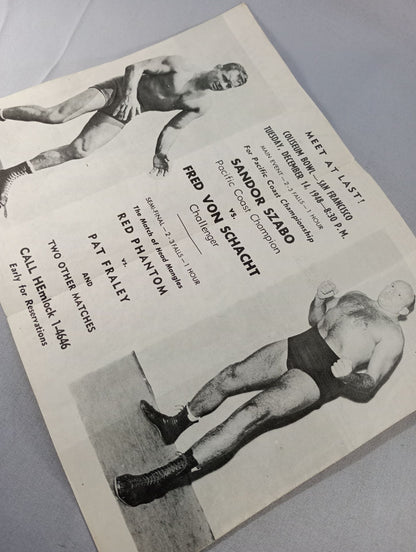 MEET AT LAST!
COLISEUM BOWL—SAN FRANCISCO
TUESDAY, DECEMBER 14, 1948—8:30 P.M.
MAIN EVENT—2-3 FALLS—1 HOUR
For Pacific Coast Championship
SANDOR SZABO
Pacific Coast Champion
vs.
FRED VON SCHACHT
Challenger
SEMI-FINAL—2-3 FALLS—1 HOUR
The Match of Head Mangles
RED PHANTOM
vs.
PAT FRALEY
AND
TWO OTHER MATCHES
CALL HEmlock 1-4646
Early for Reservations